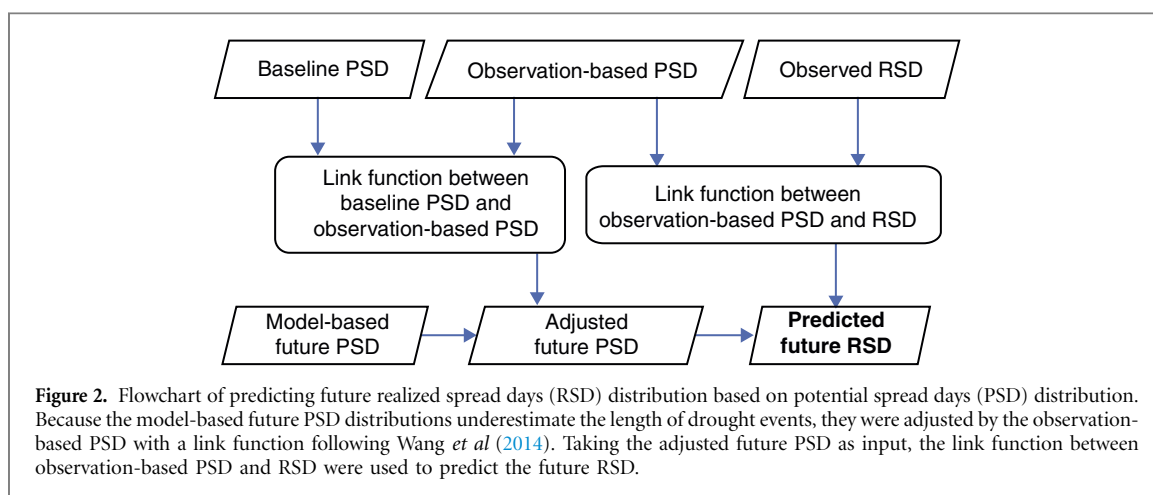 Baseline PSD
Observation-based PSD
Observed RSD
Link function between
baseline PSD and
observation-based PSD
Link function between
observation-based PSD and RSD
Model-based
future PSD
Adjusted
future PSD
Predicted
future RSD
Figure 2. Flowchart of predicting future realized spread days (RSD) distribution based on potential spread days (PSD) distribution.
Because the model-based future PSD distributions underestimate the length of drought events, they were adjusted by the observation-
based PSD with a link function following Wang et al (2014). Taking the adjusted future PSD as input, the link function between
observation-based PSD and RSD were used to predict the future RSD.